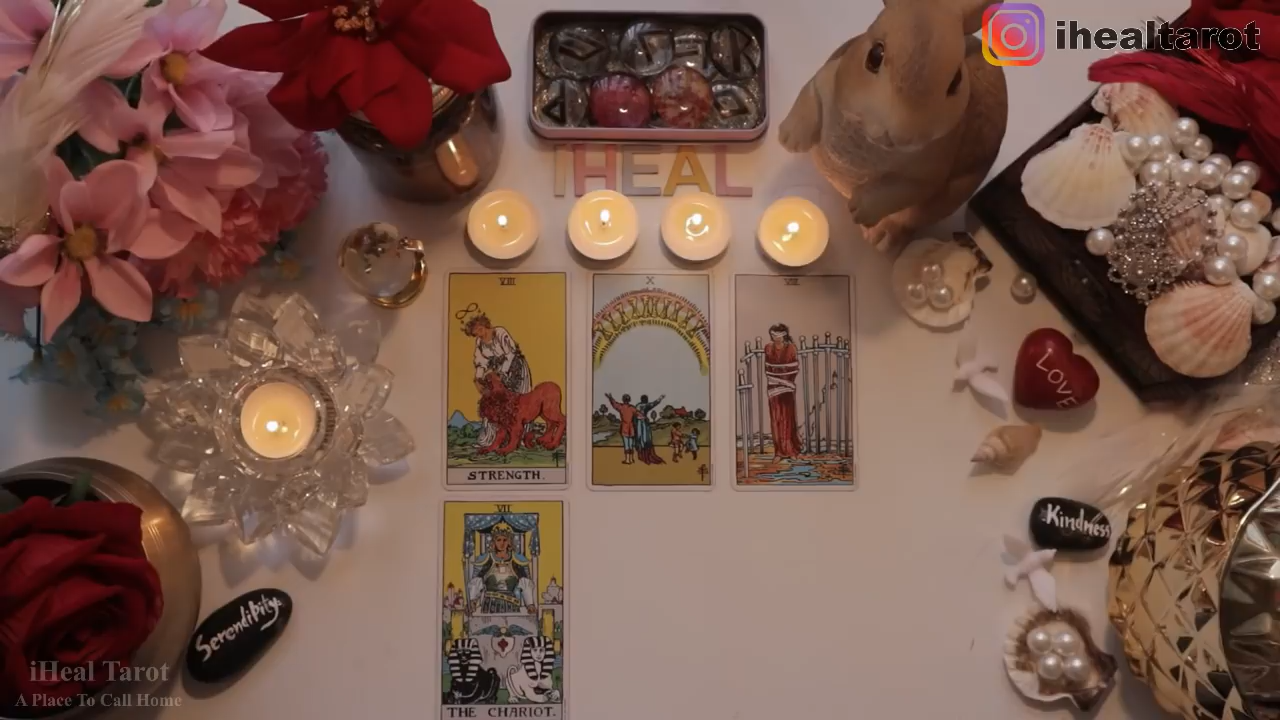 ihealtarot
iHEAL
VIII
X
VIII
STRENGTH.
LOVE
Kindness
VII
Serendipity
iHeal Tarot
A Place To Call Home
THE CHARIOT.